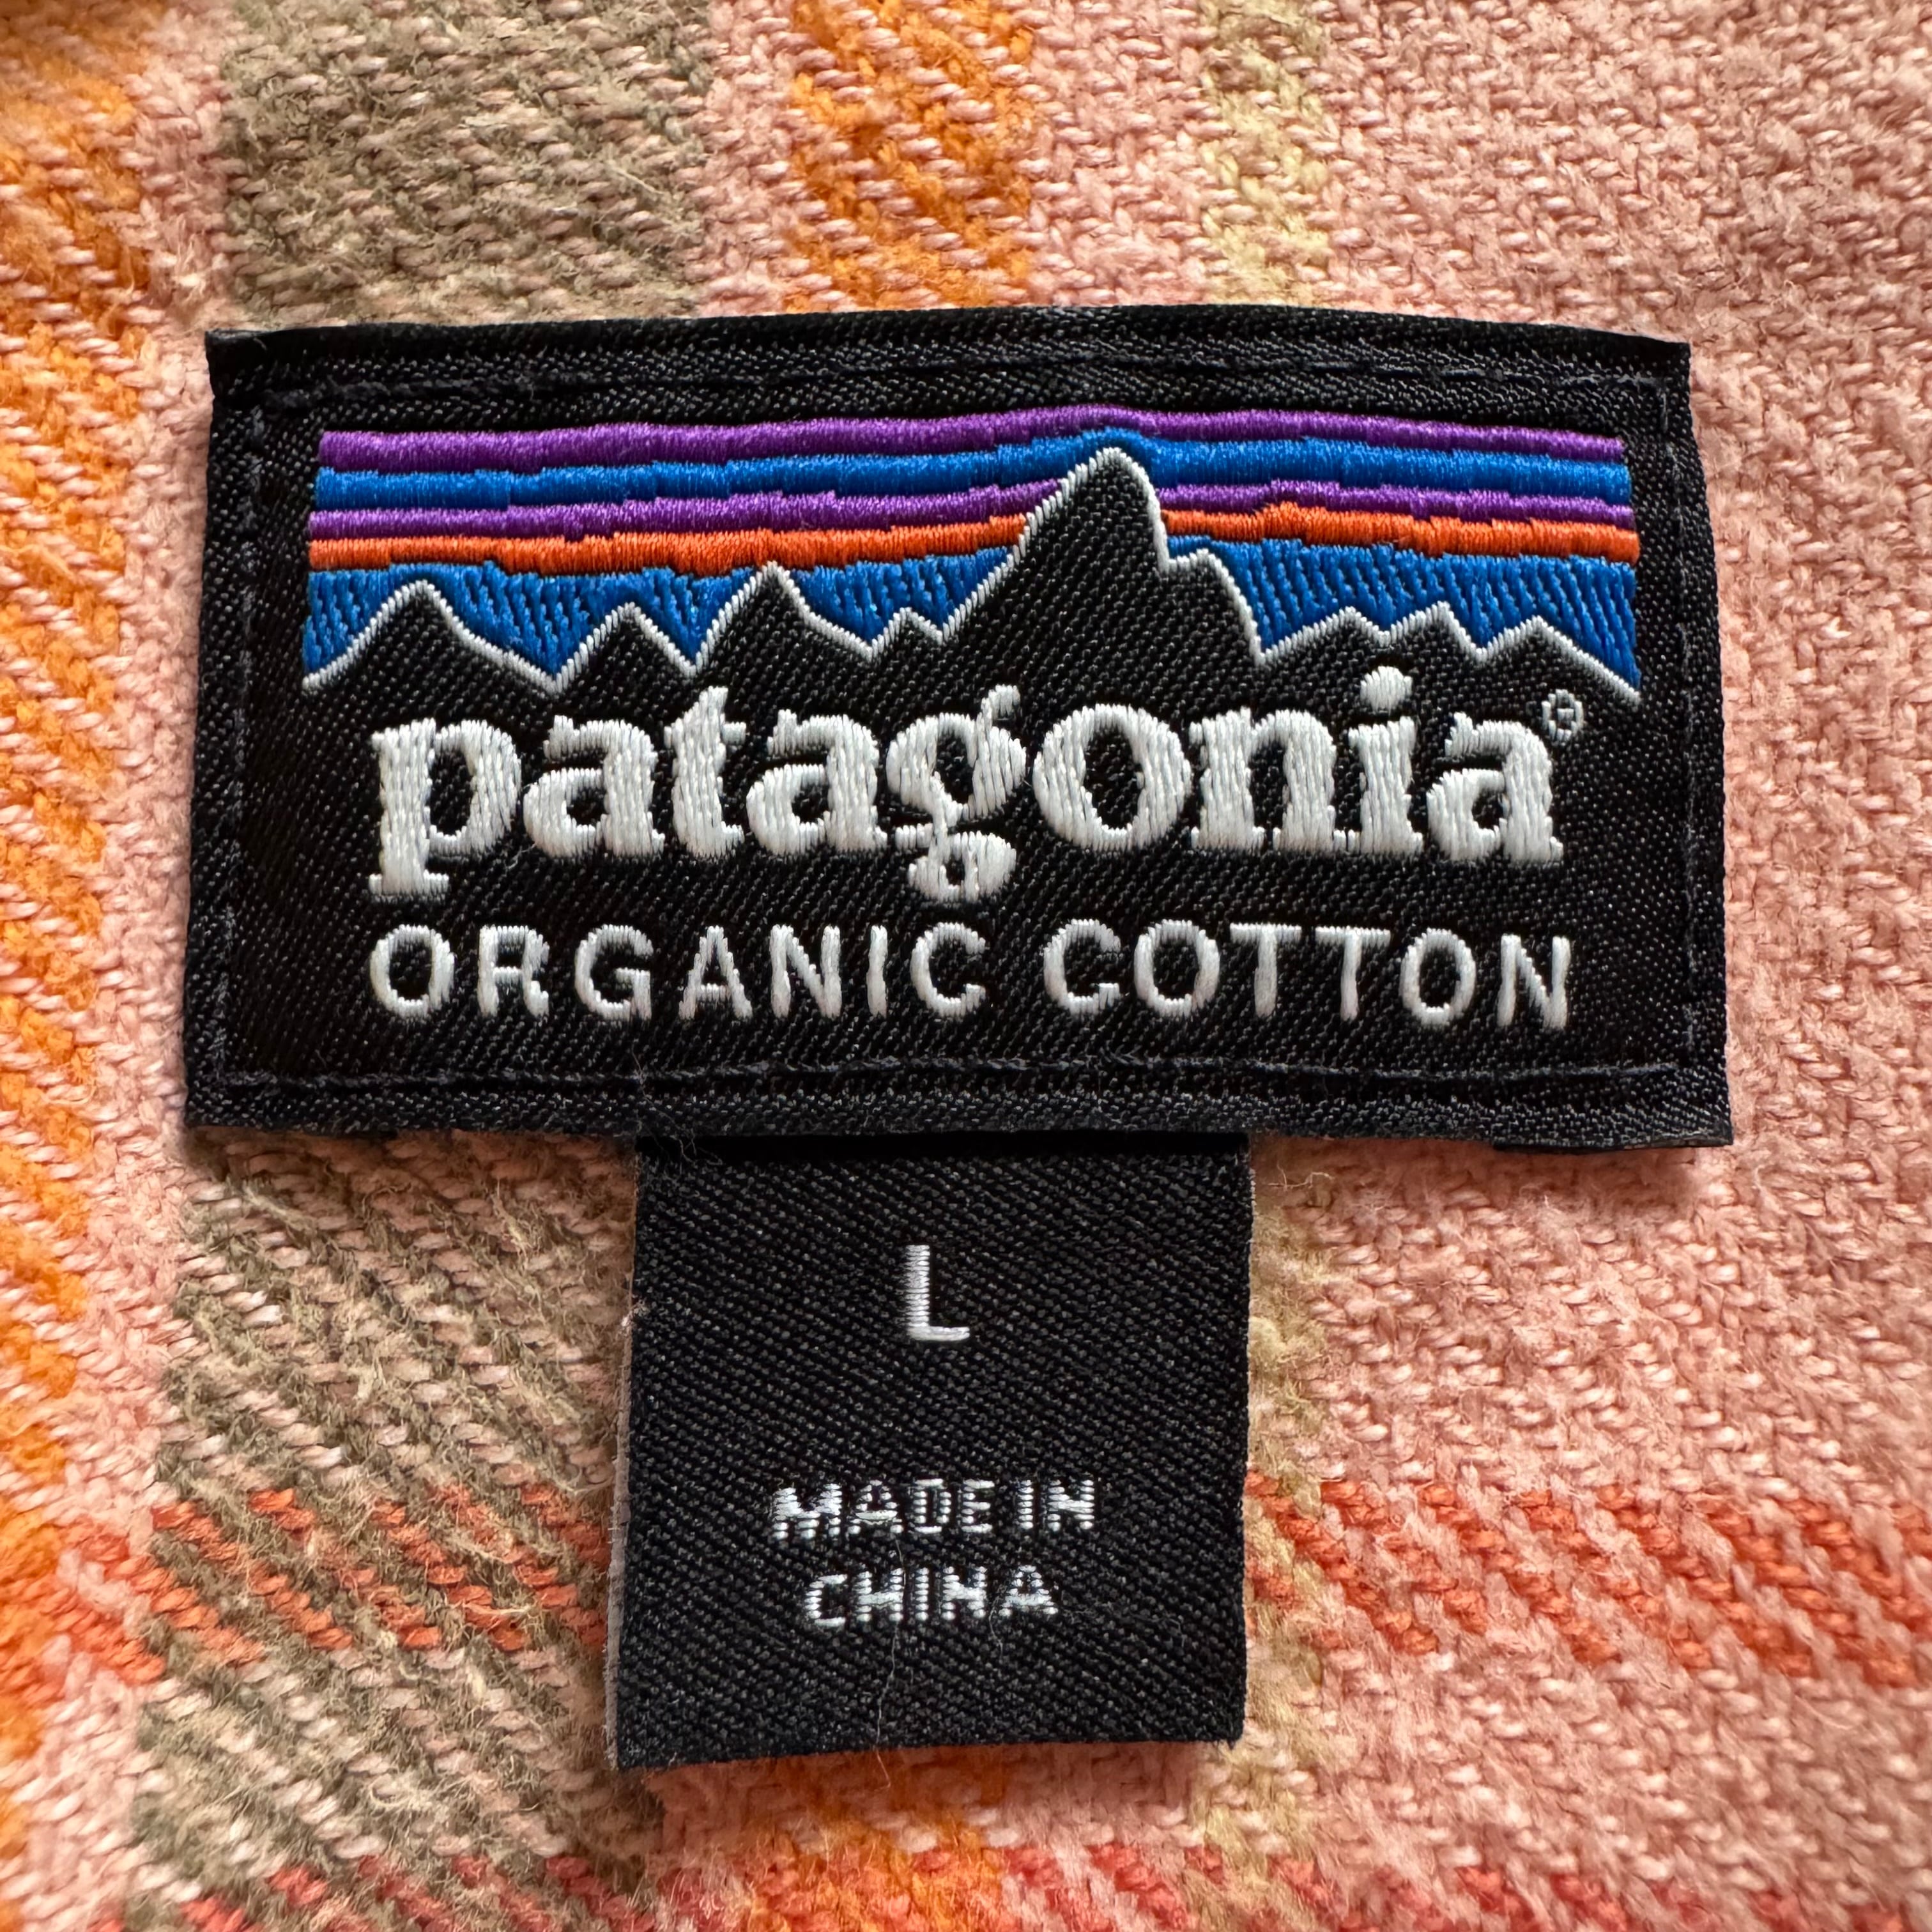 patagonia®
ORGANIC COTTON
L
MADE IN
CHINA